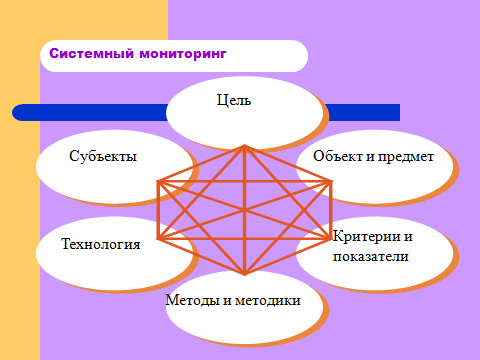 Системный мониторинг
Цель
Субъекты
Объект и предмет
Технология
Критерии и
показатели
Методы и методики